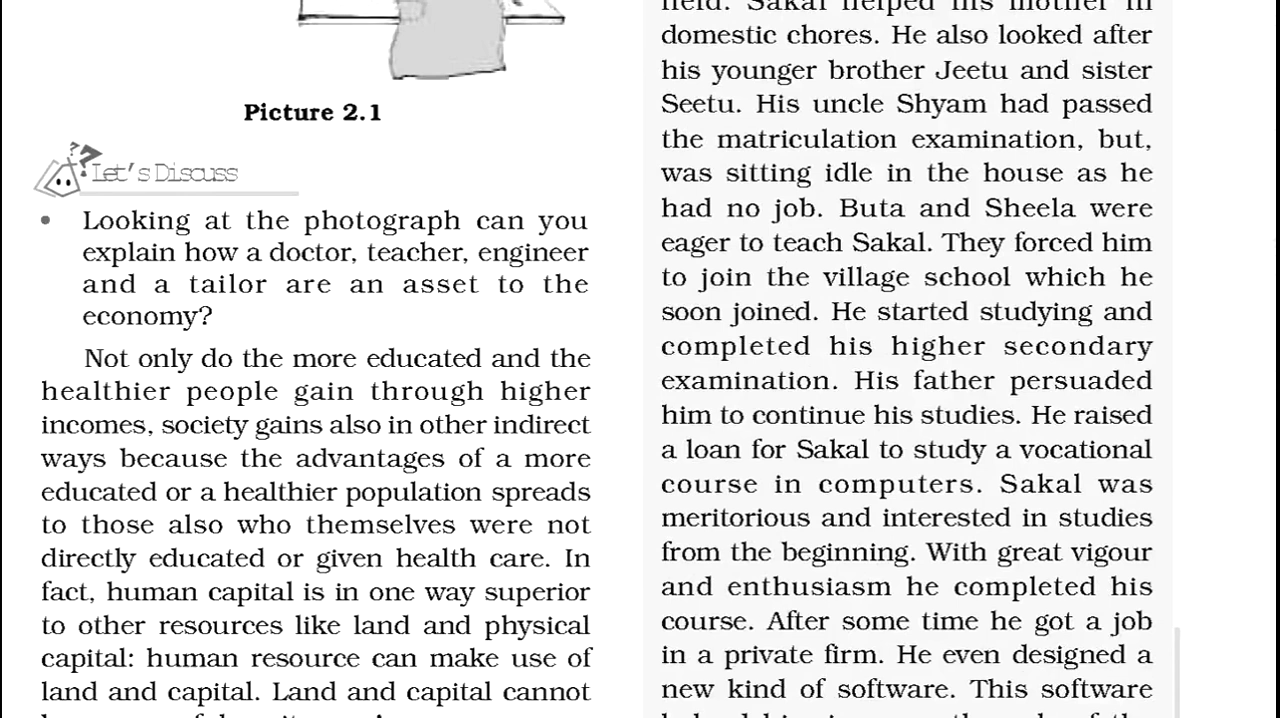 Picture 2.1
Let's Discuss
• Looking at the photograph can you
explain how a doctor, teacher, engineer
and a tailor are an asset to the
economy?
Not only do the more educated and the
healthier people gain through higher
incomes, society gains also in other indirect
ways because the advantages of a more
educated or a healthier population spreads
to those also who themselves were not
directly educated or given health care. In
fact, human capital is in one way superior
to other resources like land and physical
capital: human resource can make use of
land and capital. Land and capital cannot
field. Sakal helped his mother in
domestic chores. He also looked after
his younger brother Jeetu and sister
Seetu. His uncle Shyam had passed
the matriculation examination, but,
was sitting idle in the house as he
had no job. Buta and Sheela were
eager to teach Sakal. They forced him
to join the village school which he
soon joined. He started studying and
completed his higher secondary
examination. His father persuaded
him to continue his studies. He raised
a loan for Sakal to study a vocational
course in computers. Sakal was
meritorious and interested in studies
from the beginning. With great vigour
and enthusiasm he completed his
course. After some time he got a job
in a private firm. He even designed a
new kind of software. This software